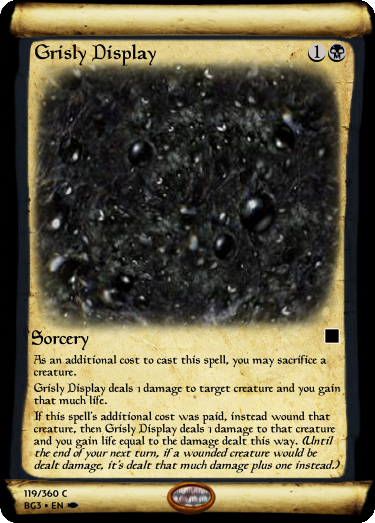 Grisly Display
1
Sorcery
As an additional cost to cast this spell, you may sacrifice a
creature.
Grisly Display deals 1 damage to target creature and you gain
that much life.
If this spell's additional cost was paid, instead wound that
creature, then Grisly Display deals 1 damage to that creature
and you gain life equal to the damage dealt this way. (Until
the end of your next turn, if a wounded creature would be
dealt damage, it's dealt that much damage plus one instead.)
119/360 C
BG3 • EN